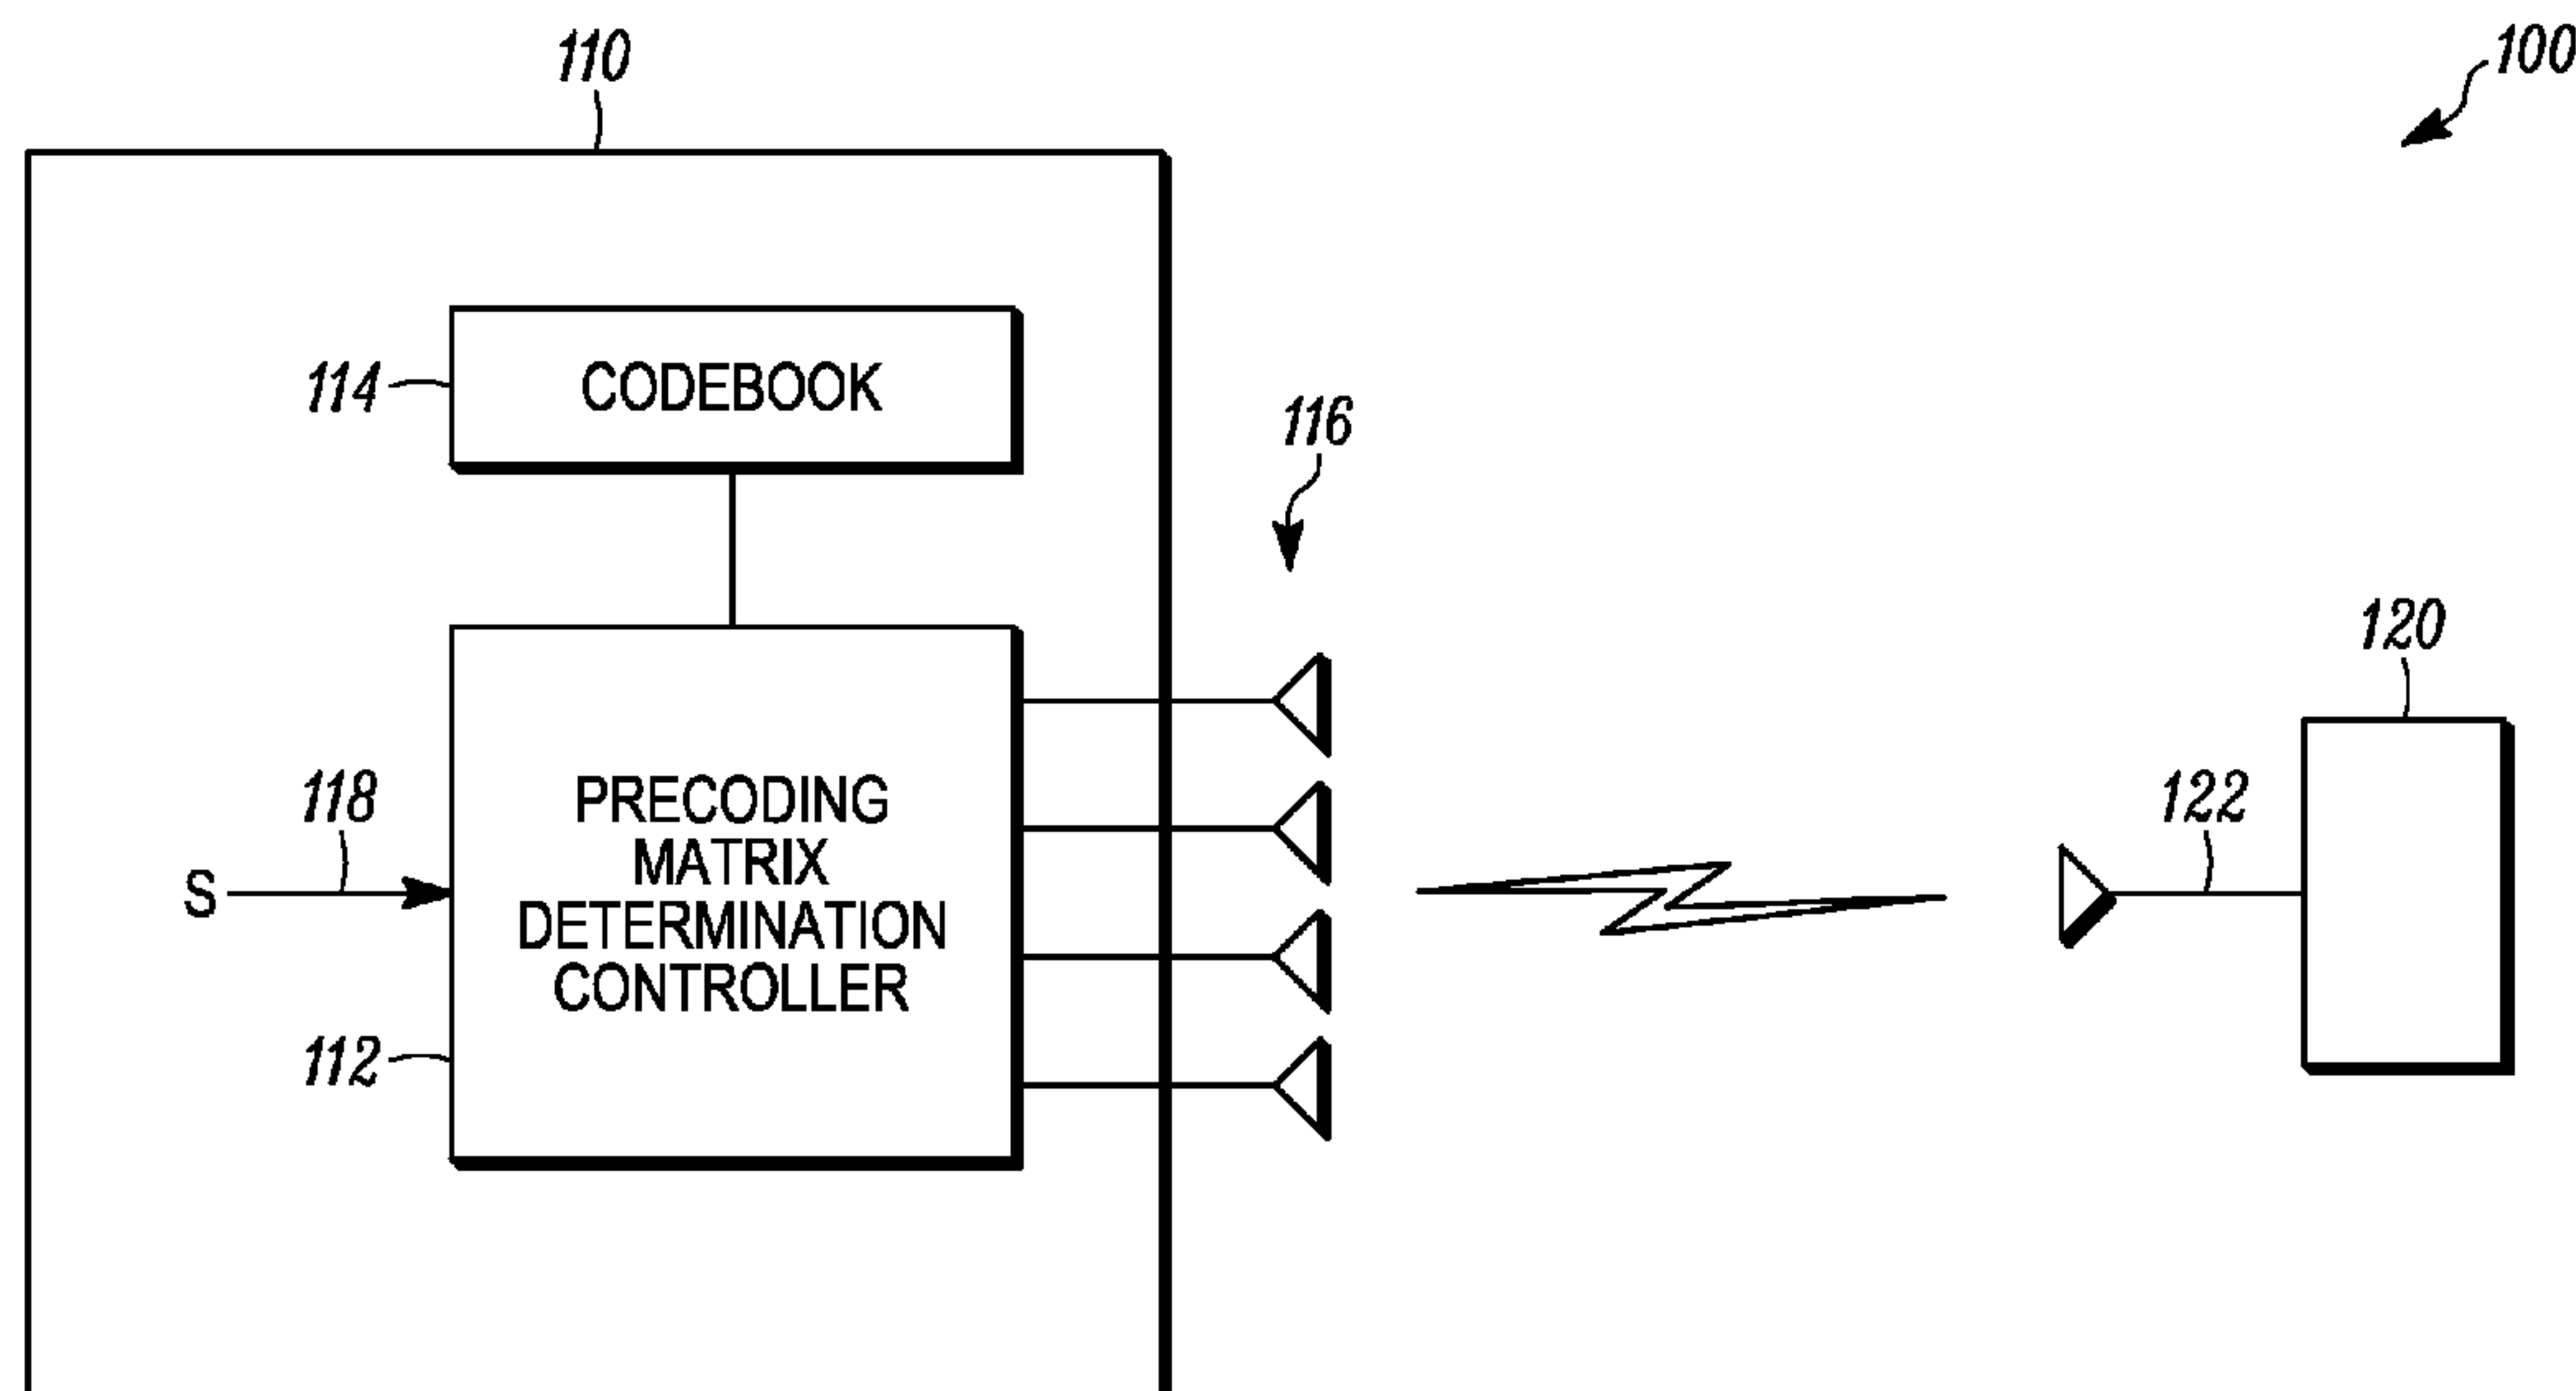 110
100
114
CODEBOOK
116
120
118
122
S
PRECODING
MATRIX
DETERMINATION
CONTROLLER
112